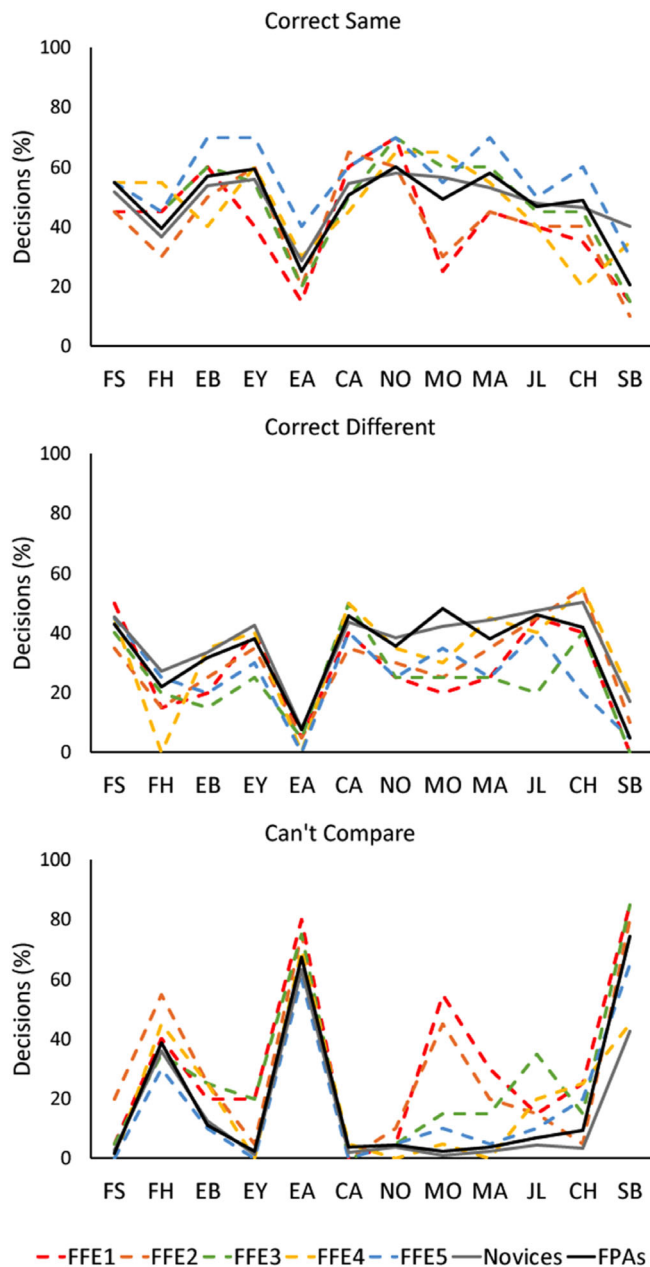 Correct Same
100
80
60
40
20
0
Decisions (%)
FS FH EB EY EA CA NO MO MA JL CH SB
Correct Different
100
80
60
40
20
0
Decisions (%)
FS FH EB EY EA CA NO MO MA JL CH SB
Can't Compare
100
80
60
40
20
0
Decisions (%)
FS FH EB EY EA CA NO MO MA JL CH SB
FFE1 FFE2 FFE3 FFE4 FFE5 Novices FPAs